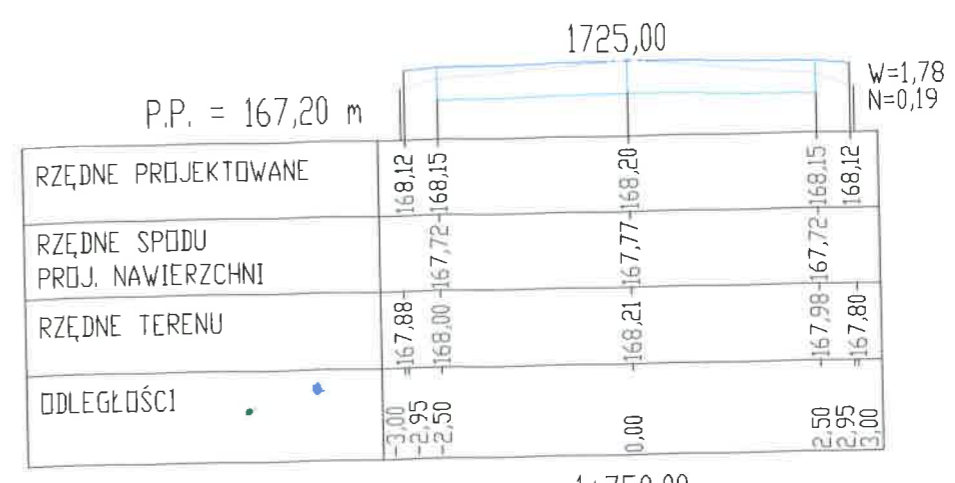 1725,00
W=1,78
N=0,19
P.P. = 167,20 m
RZĘDNE PROJEKTOWANE 168,12 168,15 168,20 168,15 168,12
RZĘDNE SPODU
PROJ. NAWIERZCHNI 167,72 167,77 167,72
RZĘDNE TERENU 167,88 168,00 168,21 167,98 167,80
ODLEGŁOŚCI -3,00 -2,95 -2,50 0,00 2,50 2,95 3,00